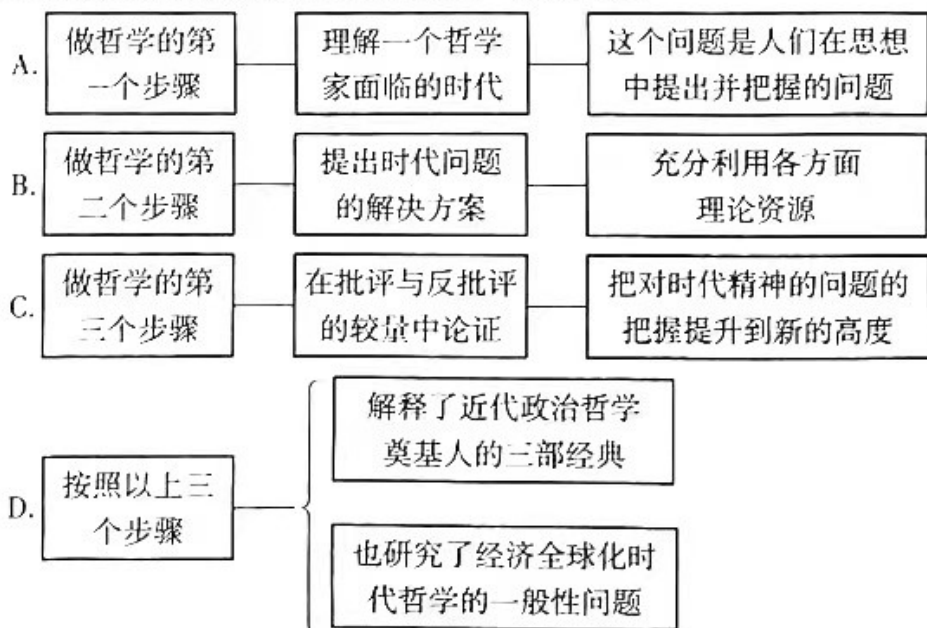 A. 做哲学的第 理解一个哲学 这个问题是人们在思想
一个步骤 家面临的时代 中提出并把握的问题
B. 做哲学的第 提出时代问题 充分利用各方面
二个步骤 的解决方案 理论资源
C. 做哲学的第 在批评与反批评 把对时代精神的问题的
三个步骤 的较量中论证 把握提升到新的高度
D. 按照以上三
个步骤
解释了近代政治哲学
奠基人的三部经典
也研究了经济全球化时
代哲学的一般性问题